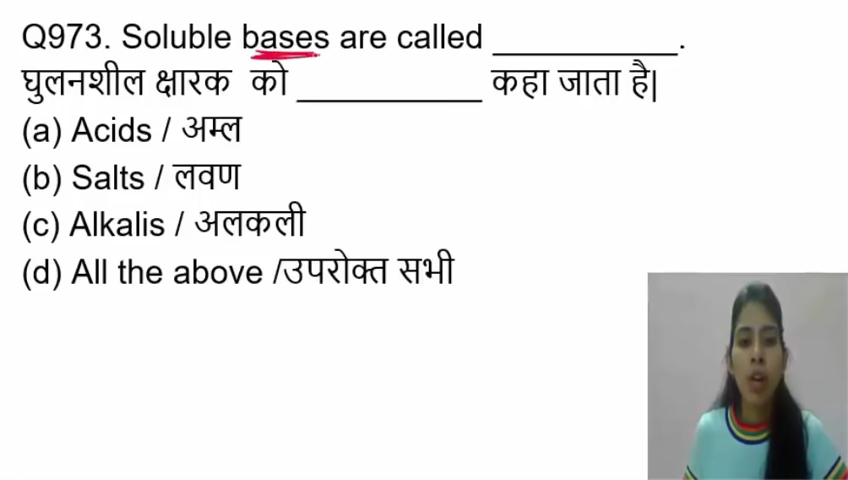 Q973. Soluble bases are called __________.
घुलनशील क्षारक को __________ कहा जाता है|
(a) Acids / अम्ल
(b) Salts / लवण
(c) Alkalis / अलकली
(d) All the above /उपरोक्त सभी